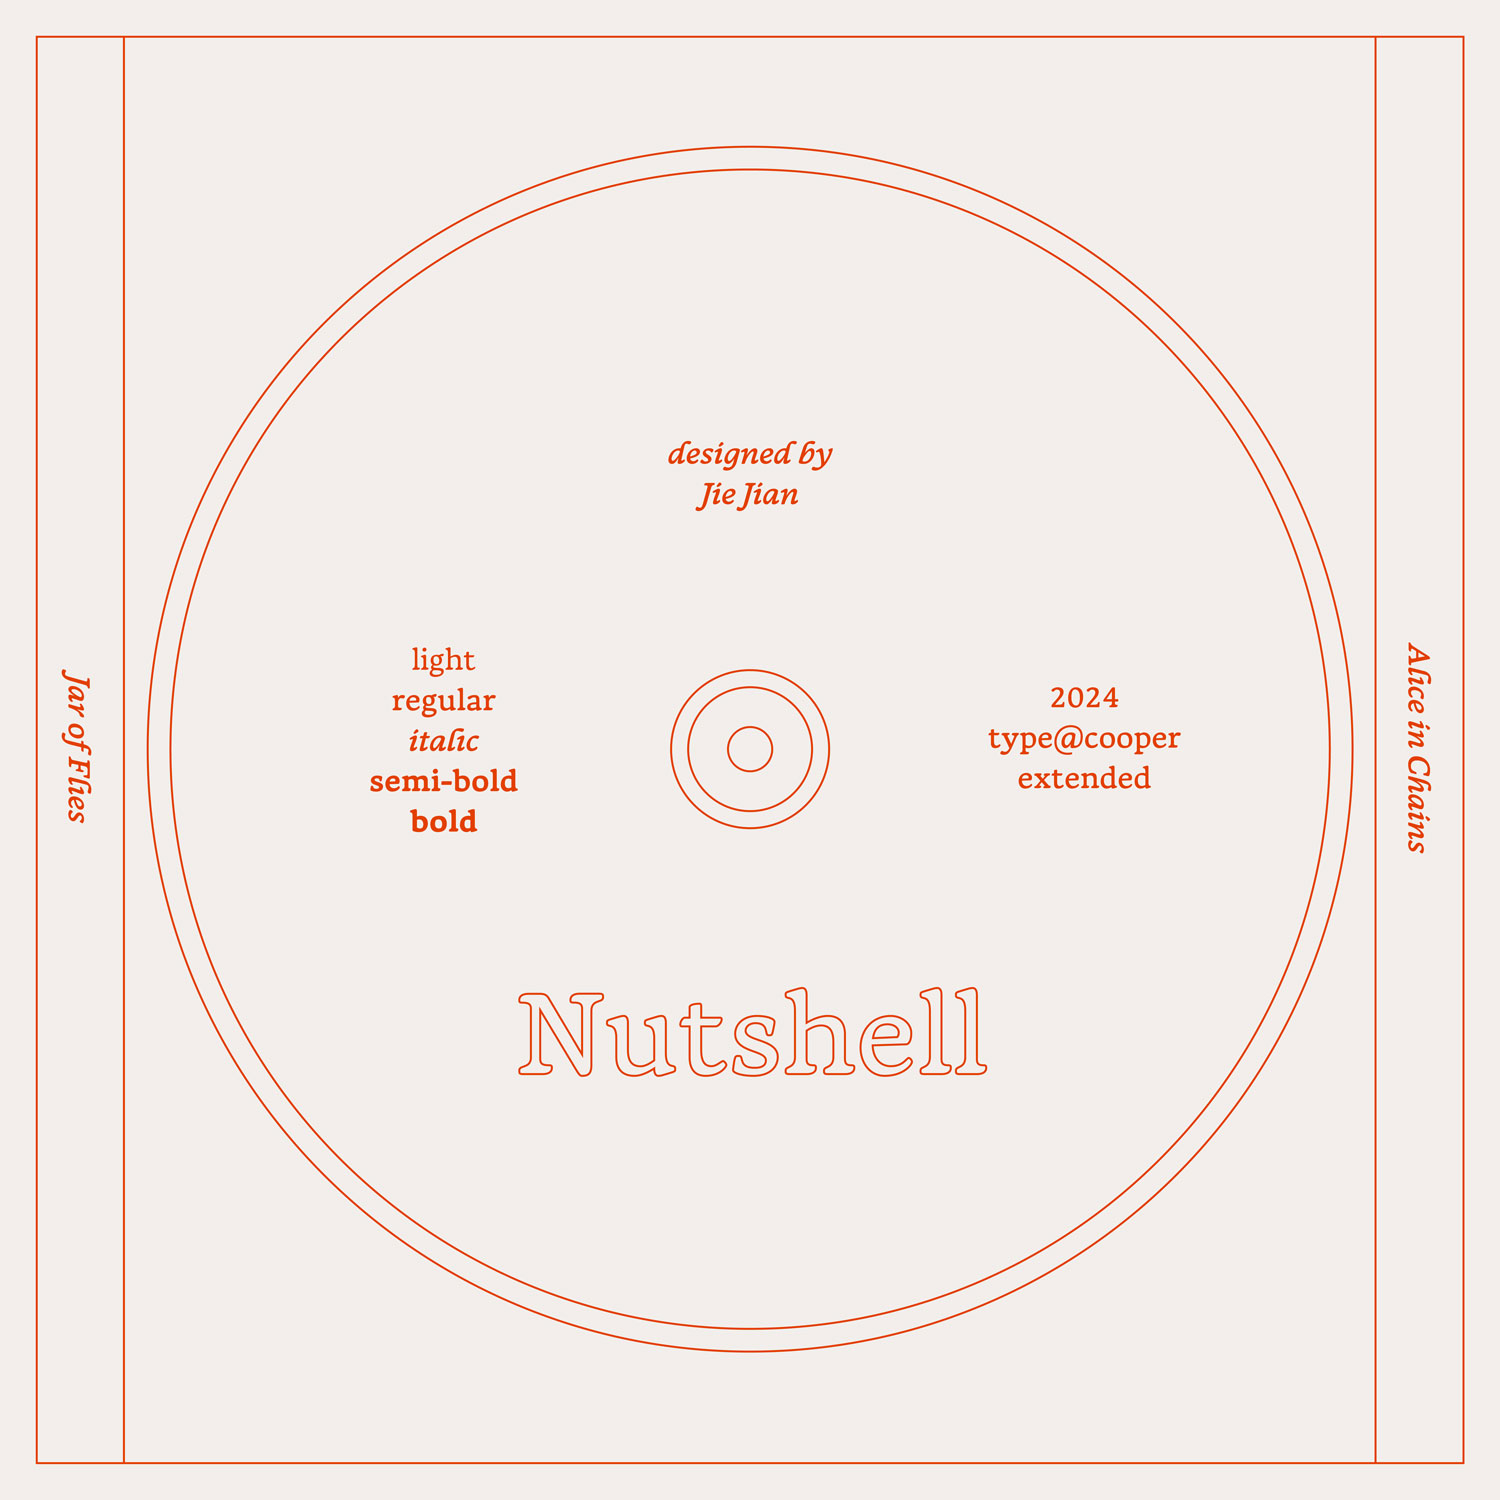 designed by
Jie Jian
light
regular
italic
semi-bold
bold
2024
type@cooper
extended
Jar of Flies
Alice in Chains
Nutshell